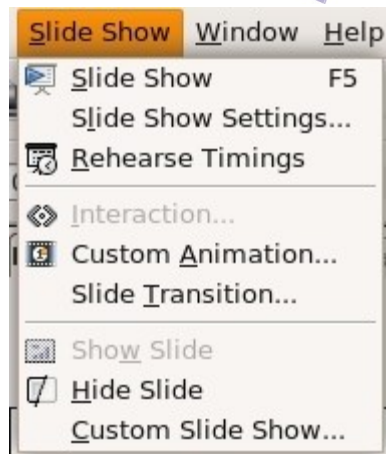 Slide Show Window Help
Slide Show F5
Slide Show Settings...
Rehearse Timings
Interaction...
Custom Animation...
Slide Transition...
Show Slide
Hide Slide
Custom Slide Show...